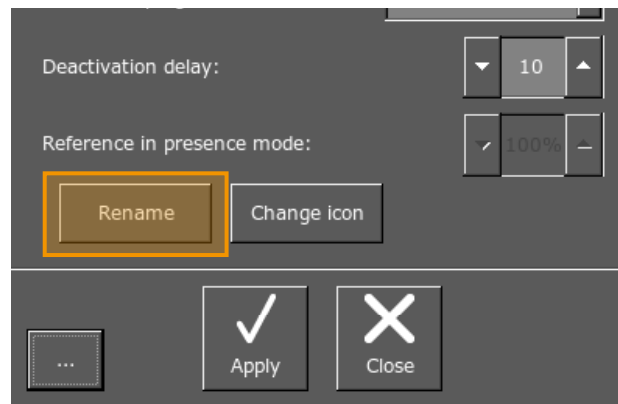 Deactivation delay:
10
Reference in presence mode:
100%
Rename
Change icon
...
Apply
Close